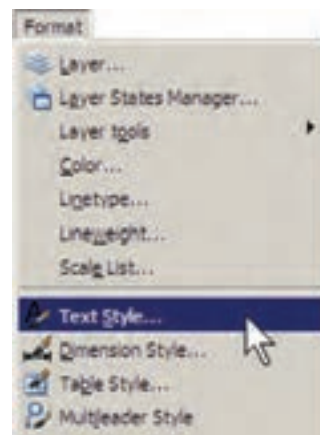 Format
Layer...
Layer States Manager...
Layer tools
Color...
Linetype...
Lineweight...
Scale List...
Text Style...
Dimension Style...
Table Style...
Multileader Style